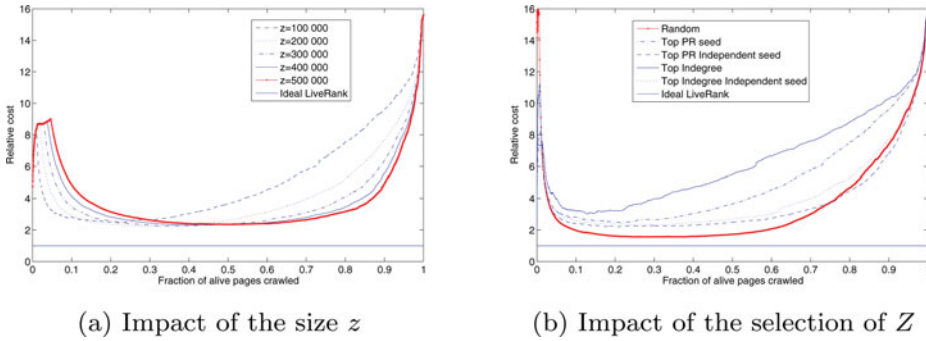 16
14
12
10
8
6
4
2
0
Relative cost
0 0.1 0.2 0.3 0.4 0.5 0.6 0.7 0.8 0.9 1
Fraction of alive pages crawled
z=100 000
z=200 000
z=300 000
z=400 000
z=500 000
Ideal LiveRank
(a) Impact of the size z
16
14
12
10
8
6
4
2
0
Relative cost
0 0.1 0.2 0.3 0.4 0.5 0.6 0.7 0.8 0.9 1
Fraction of alive pages crawled
Random
Top PR seed
Top PR Independent seed
Top Indegree
Top Indegree Independent seed
Ideal LiveRank
(b) Impact of the selection of Z